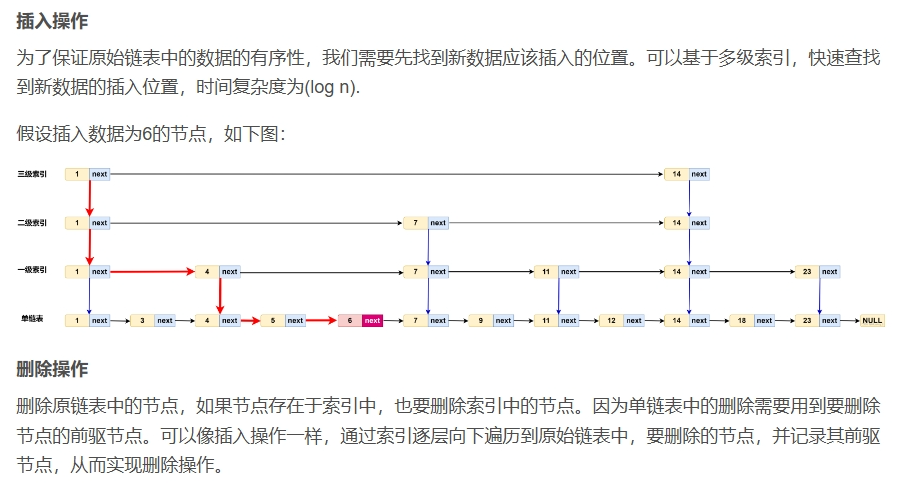 插入操作
为了保证原始链表中的数据的有序性，我们需要先找到新数据应该插入的位置。可以基于多级索引，快速查找
到新数据的插入位置，时间复杂度为(log n).
假设插入数据为6的节点，如下图：
三级索引 1 next 14 next
二级索引 1 next 7 next 14 next
一级索引 1 next 4 next 7 next 11 next 14 next 23 next
单链表 1 next 3 next 4 next 5 next 6 next 7 next 9 next 11 next 12 next 14 next 18 next 23 next NULL
删除操作
删除原链表中的节点，如果节点存在于索引中，也要删除索引中的节点。因为单链表中的删除需要用到要删除
节点的前驱节点。可以像插入操作一样，通过索引逐层向下遍历到原始链表中，要删除的节点，并记录其前驱
节点，从而实现删除操作。